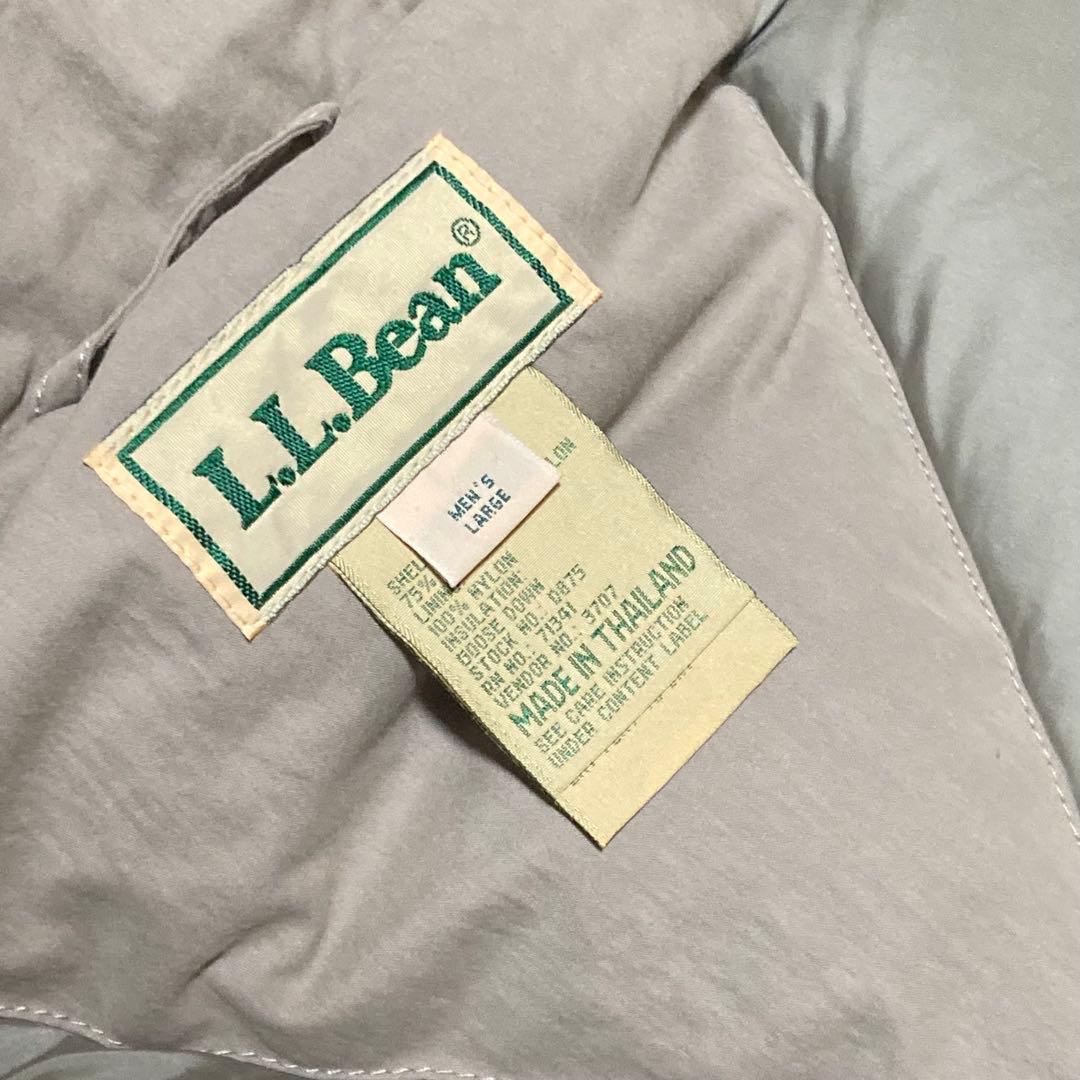 L.L.Bean®
MEN'S
LARGE
75%
100% NYLON
INSULATION:
GOOSE DOWN
STOCK NO.: 0B75
RN NO.: 71341
VENDOR NO.: 3707
MADE IN THAILAND
SEE CARE INSTRUCTION
UNDER CONTENT LABEL